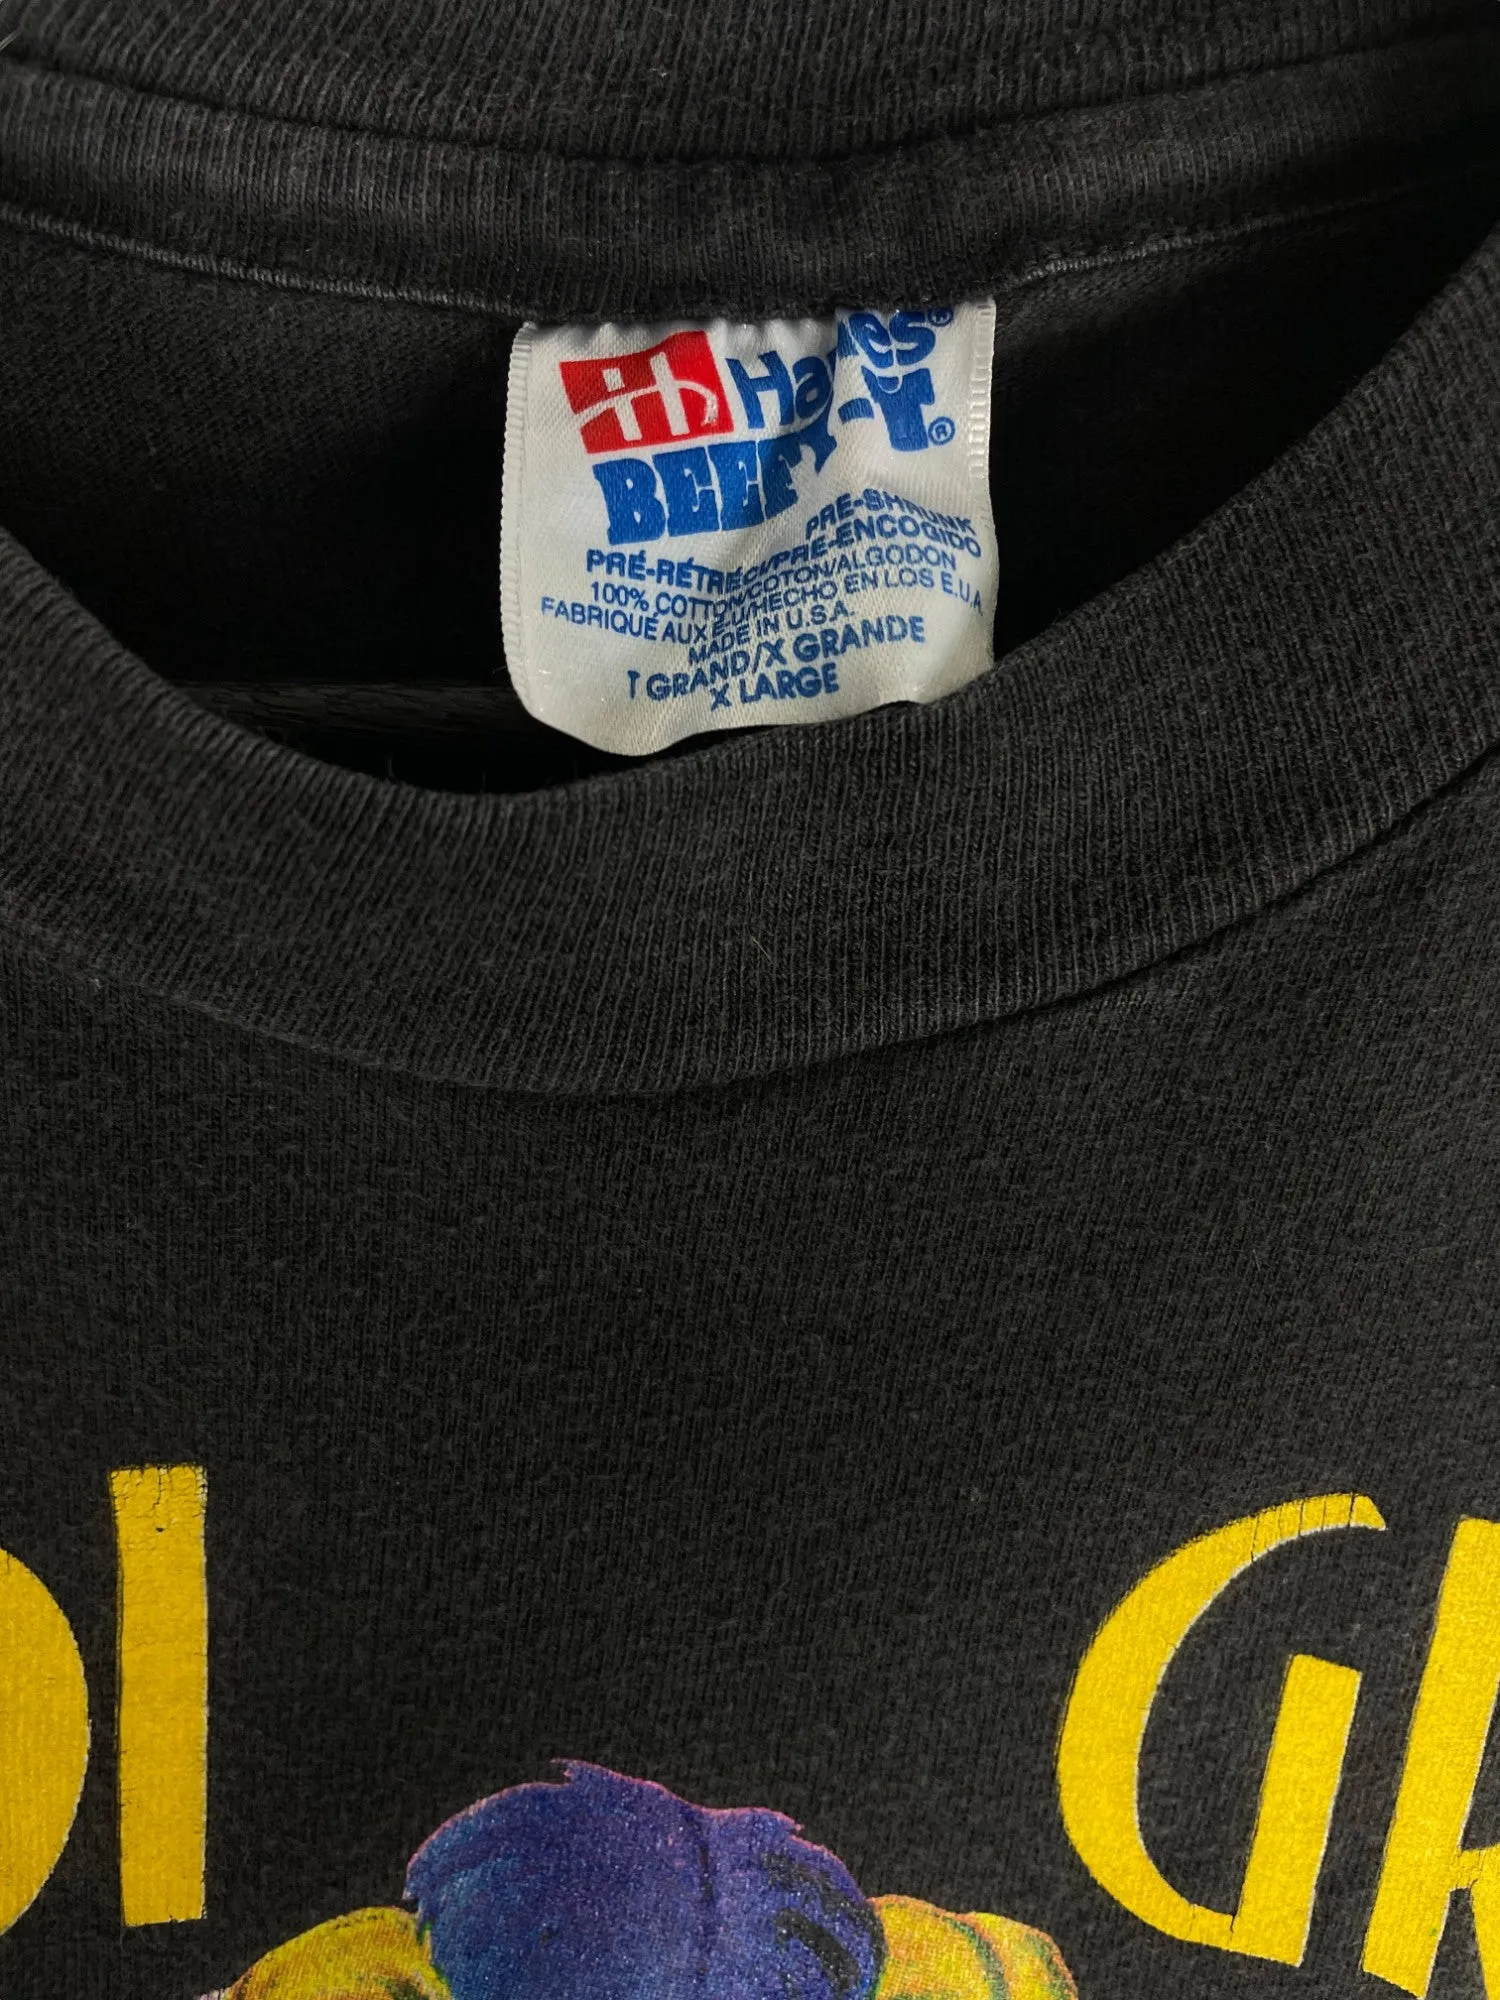 Hanes®
BEEFY-T®
PRE-SHRUNK
PRÉ-RÉTRÉCI/PRE-ENCOGIDO
100% COTTON/COTON/ALGODON
FABRIQUÉ AUX E-U/HECHO EN LOS E.U.A.
MADE IN U.S.A.
T GRAND/X GRANDE
X LARGE